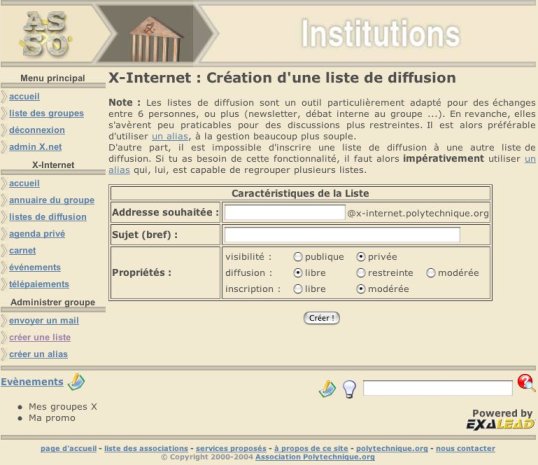 AS
SO
Institutions
Menu principal
accueil
liste des groupes
déconnexion
admin X.net
X-Internet
accueil
annuaire du groupe
listes de diffusion
agenda privé
carnet
événements
télépaiements
Administrer groupe
envoyer un mail
créer une liste
créer un alias
X-Internet : Création d'une liste de diffusion
Note : Les listes de diffusion sont un outil particulièrement adapté pour des échanges
entre 6 personnes, ou plus (newsletter, débat interne au groupe ...). En revanche, elles
s'avèrent peu praticables pour des discussions plus restreintes. Il est alors préférable
d'utiliser un alias, à la gestion beaucoup plus souple.
D'autre part, il est impossible d'inscrire une liste de diffusion à une autre liste de
diffusion. Si tu as besoin de cette fonctionnalité, il faut alors impérativement utiliser un
alias qui, lui, est capable de regrouper plusieurs listes.
Caractéristiques de la Liste
Addresse souhaitée : @x-internet.polytechnique.org
Sujet (bref) :
Propriétés :
visibilité : publique privée
diffusion : libre restreinte modérée
inscription : libre modérée
Créer !
Evènements
Mes groupes X
Ma promo
Powered by
EXALEAD
page d'accueil - liste des associations - services proposés - à propos de ce site - polytechnique.org - nous contacter
© Copyright 2000-2004 Association Polytechnique.org